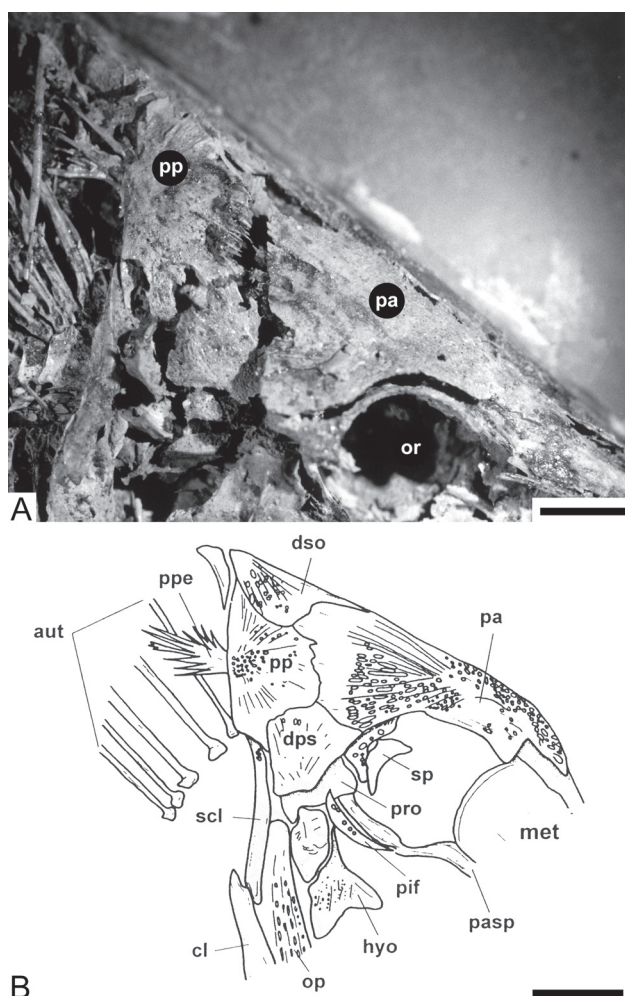 pp
pa
or
A
dso
ppe
aut
pa
pp
dps
sp
scl
pro
met
pif
pasp
cl
hyo
op
B